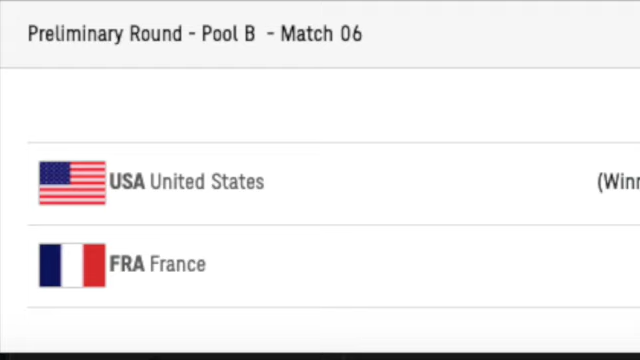 Preliminary Round - Pool B - Match 06
USA United States
FRA France